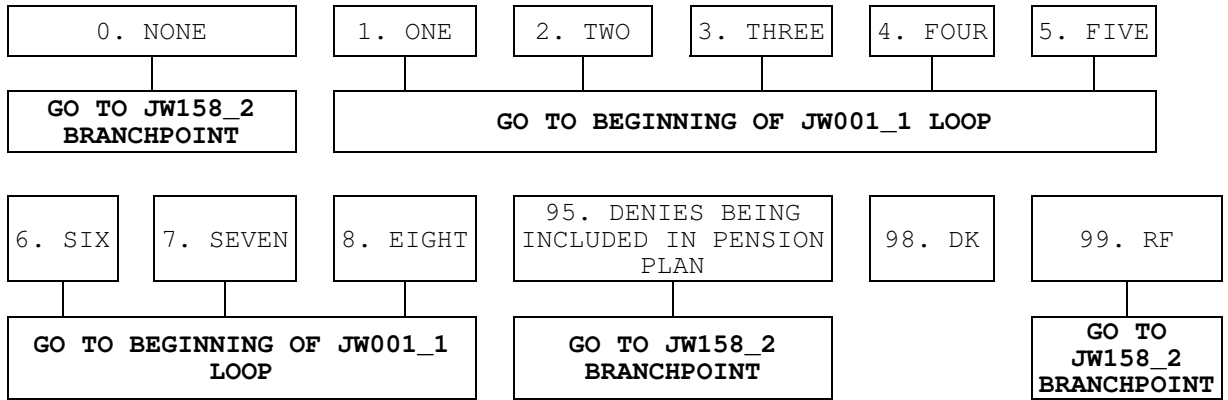 0. NONE
1. ONE
2. TWO
3. THREE
4. FOUR
5. FIVE
GO TO JW158_2
BRANCHPOINT
GO TO BEGINNING OF JW001_1 LOOP
6. SIX
7. SEVEN
8. EIGHT
95. DENIES BEING
INCLUDED IN PENSION
PLAN
98. DK
99. RF
GO TO BEGINNING OF JW001_1
LOOP
GO TO JW158_2
BRANCHPOINT
GO TO
JW158_2
BRANCHPOINT